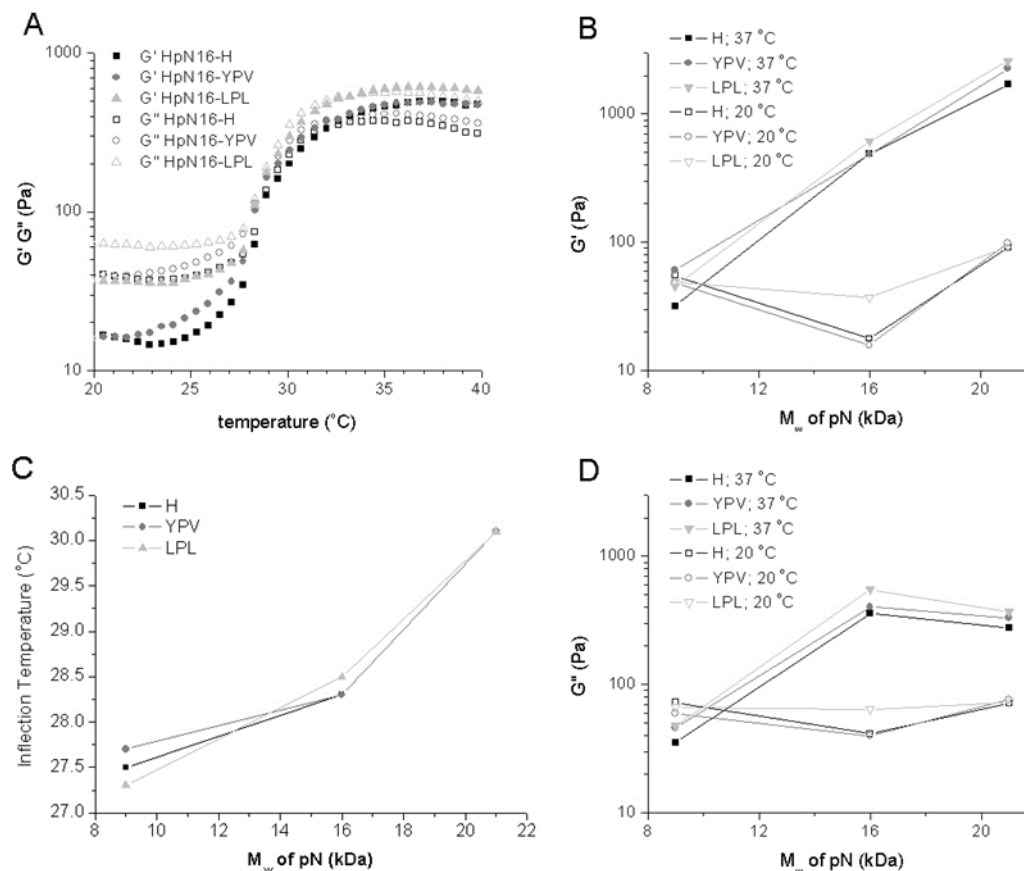 A
1000
100
10
G' G" (Pa)
G' HpN16-H
G' HpN16-YPV
G' HpN16-LPL
G" HpN16-H
G" HpN16-YPV
G" HpN16-LPL
20 25 30 35 40
temperature (°C)
B
H; 37 °C
YPV; 37 °C
LPL; 37 °C
H; 20 °C
YPV; 20 °C
LPL; 20 °C
1000
100
10
G' (Pa)
8 12 16 20
Mw of pN (kDa)
C
30.5
30.0
29.5
29.0
28.5
28.0
27.5
27.0
Inflection Temperature (°C)
H
YPV
LPL
8 10 12 14 16 18 20 22
Mw of pN (kDa)
D
H; 37 °C
YPV; 37 °C
LPL; 37 °C
H; 20 °C
YPV; 20 °C
LPL; 20 °C
1000
100
10
G" (Pa)
8 12 16 20
Mw of pN (kDa)